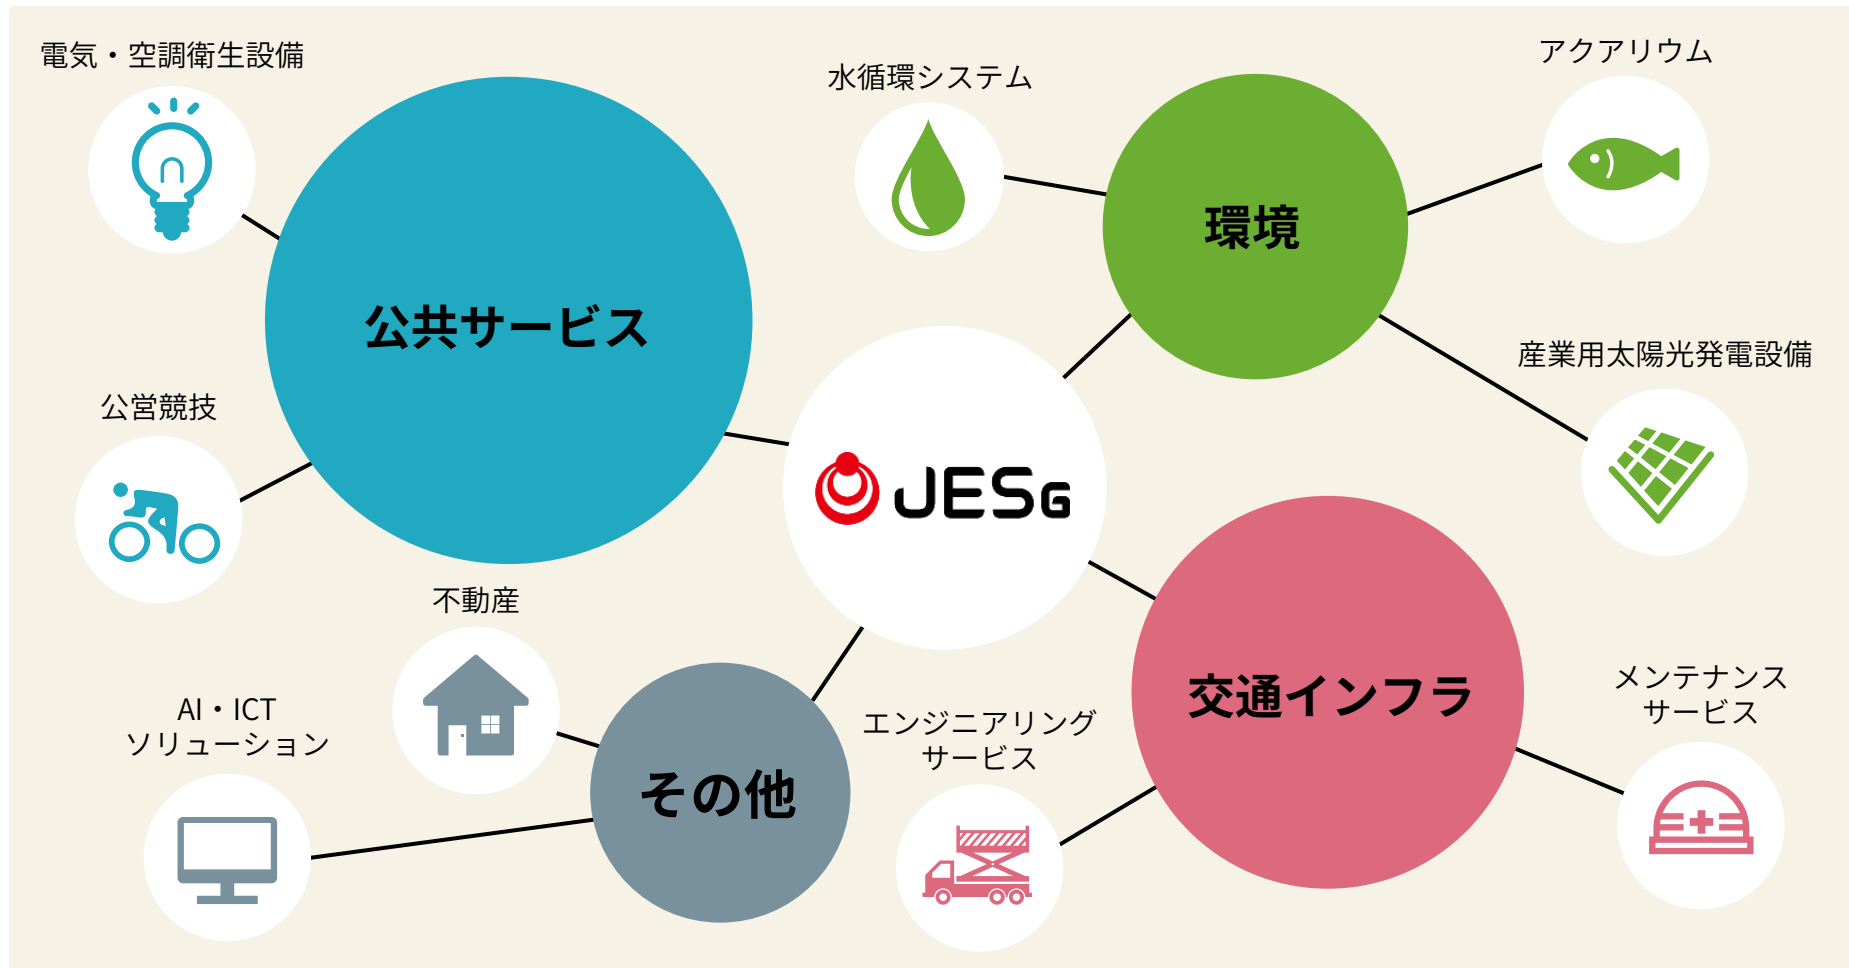 電気・空調衛生設備
公共サービス
公営競技
水循環システム
環境
アクアリウム
産業用太陽光発電設備
JESG
不動産
AI・ICT
ソリューション
その他
交通インフラ
エンジニアリング
サービス
メンテナンス
サービス